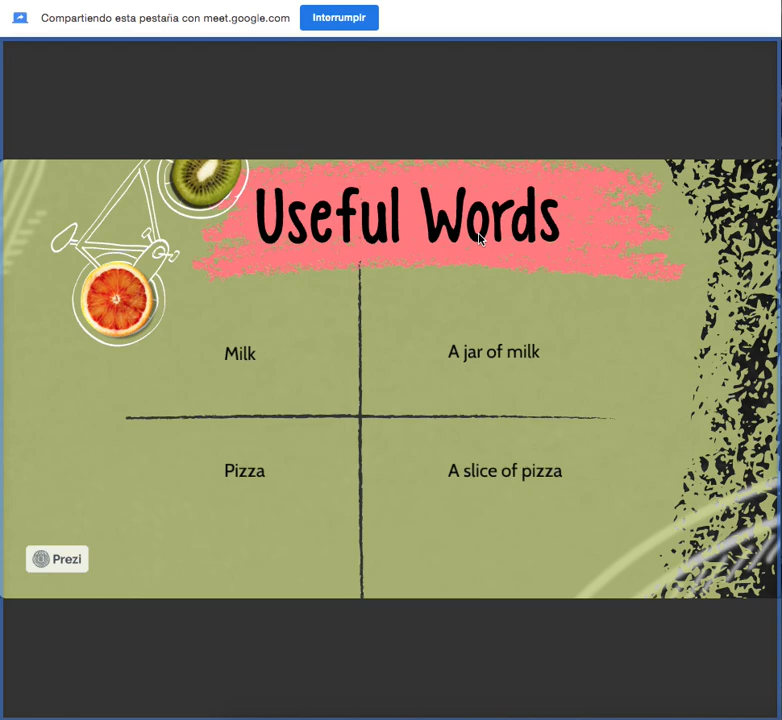 Compartiendo esta pestaña con meet.google.com
Interrumpir
Useful Words
Milk
A jar of milk
Pizza
A slice of pizza
Prezi